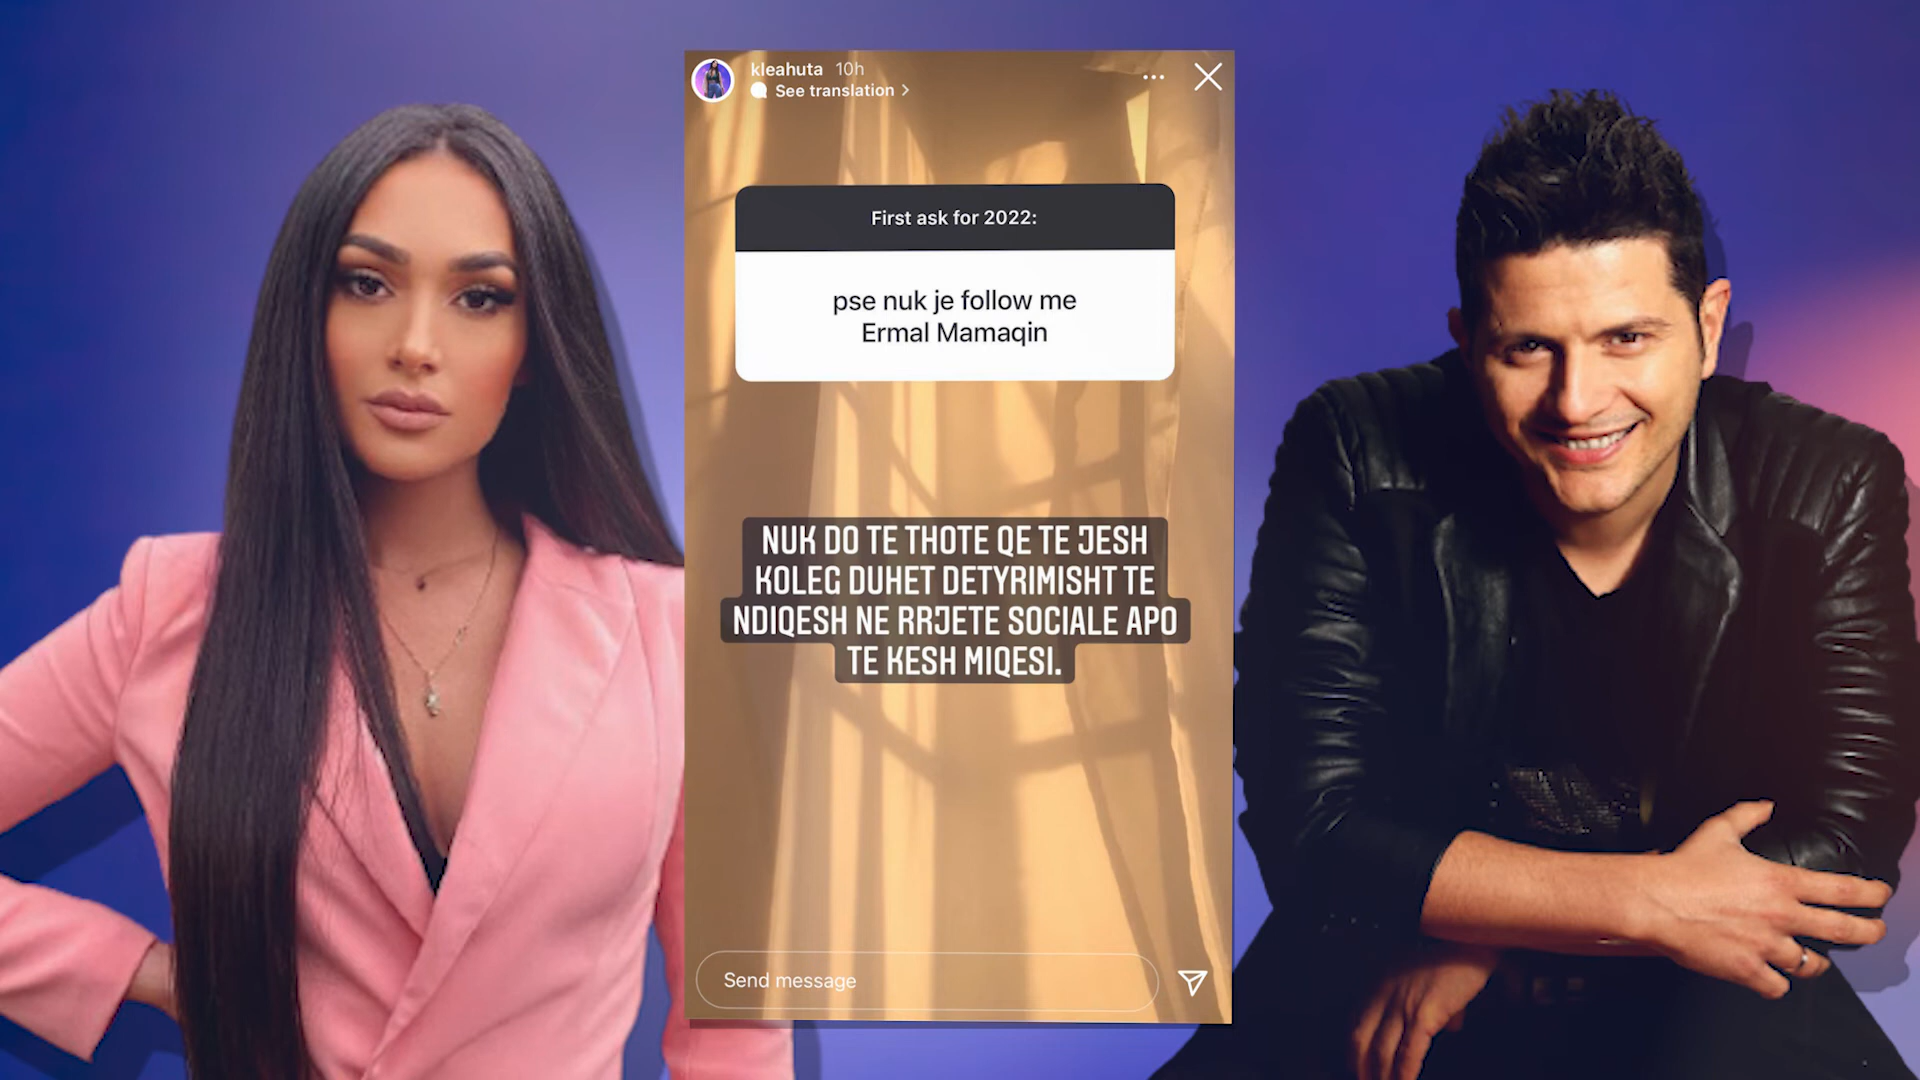 kleahuta 10h
See translation
First ask for 2022:
pse nuk je follow me
Ermal Mamaqin
NUK DO TE THOTE QE TE JESH
KOLEG DUHET DETYRIMISHT TE
NDIQESH NE RRJETE SOCIALE APO
TE KESH MIQESI.
Send message